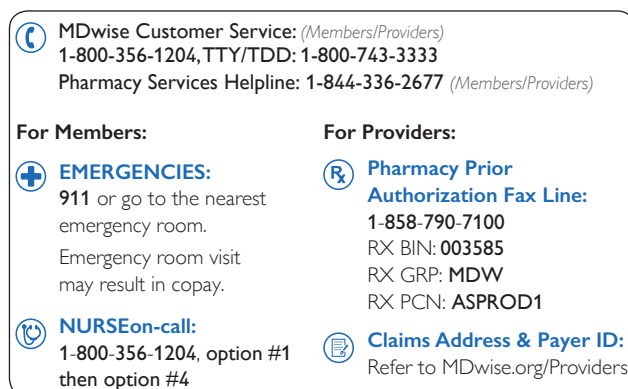 MDwise Customer Service: (Members/Providers)
1-800-356-1204, TTY/TDD: 1-800-743-3333
Pharmacy Services Helpline: 1-844-336-2677 (Members/Providers)
For Members:
EMERGENCIES:
911 or go to the nearest
emergency room.
Emergency room visit
may result in copay.
NURSEon-call:
1-800-356-1204, option #1
then option #4
For Providers:
Rx
Pharmacy Prior
Authorization Fax Line:
1-858-790-7100
RX BIN: 003585
RX GRP: MDW
RX PCN: ASPROD1
Claims Address & Payer ID:
Refer to MDwise.org/Providers